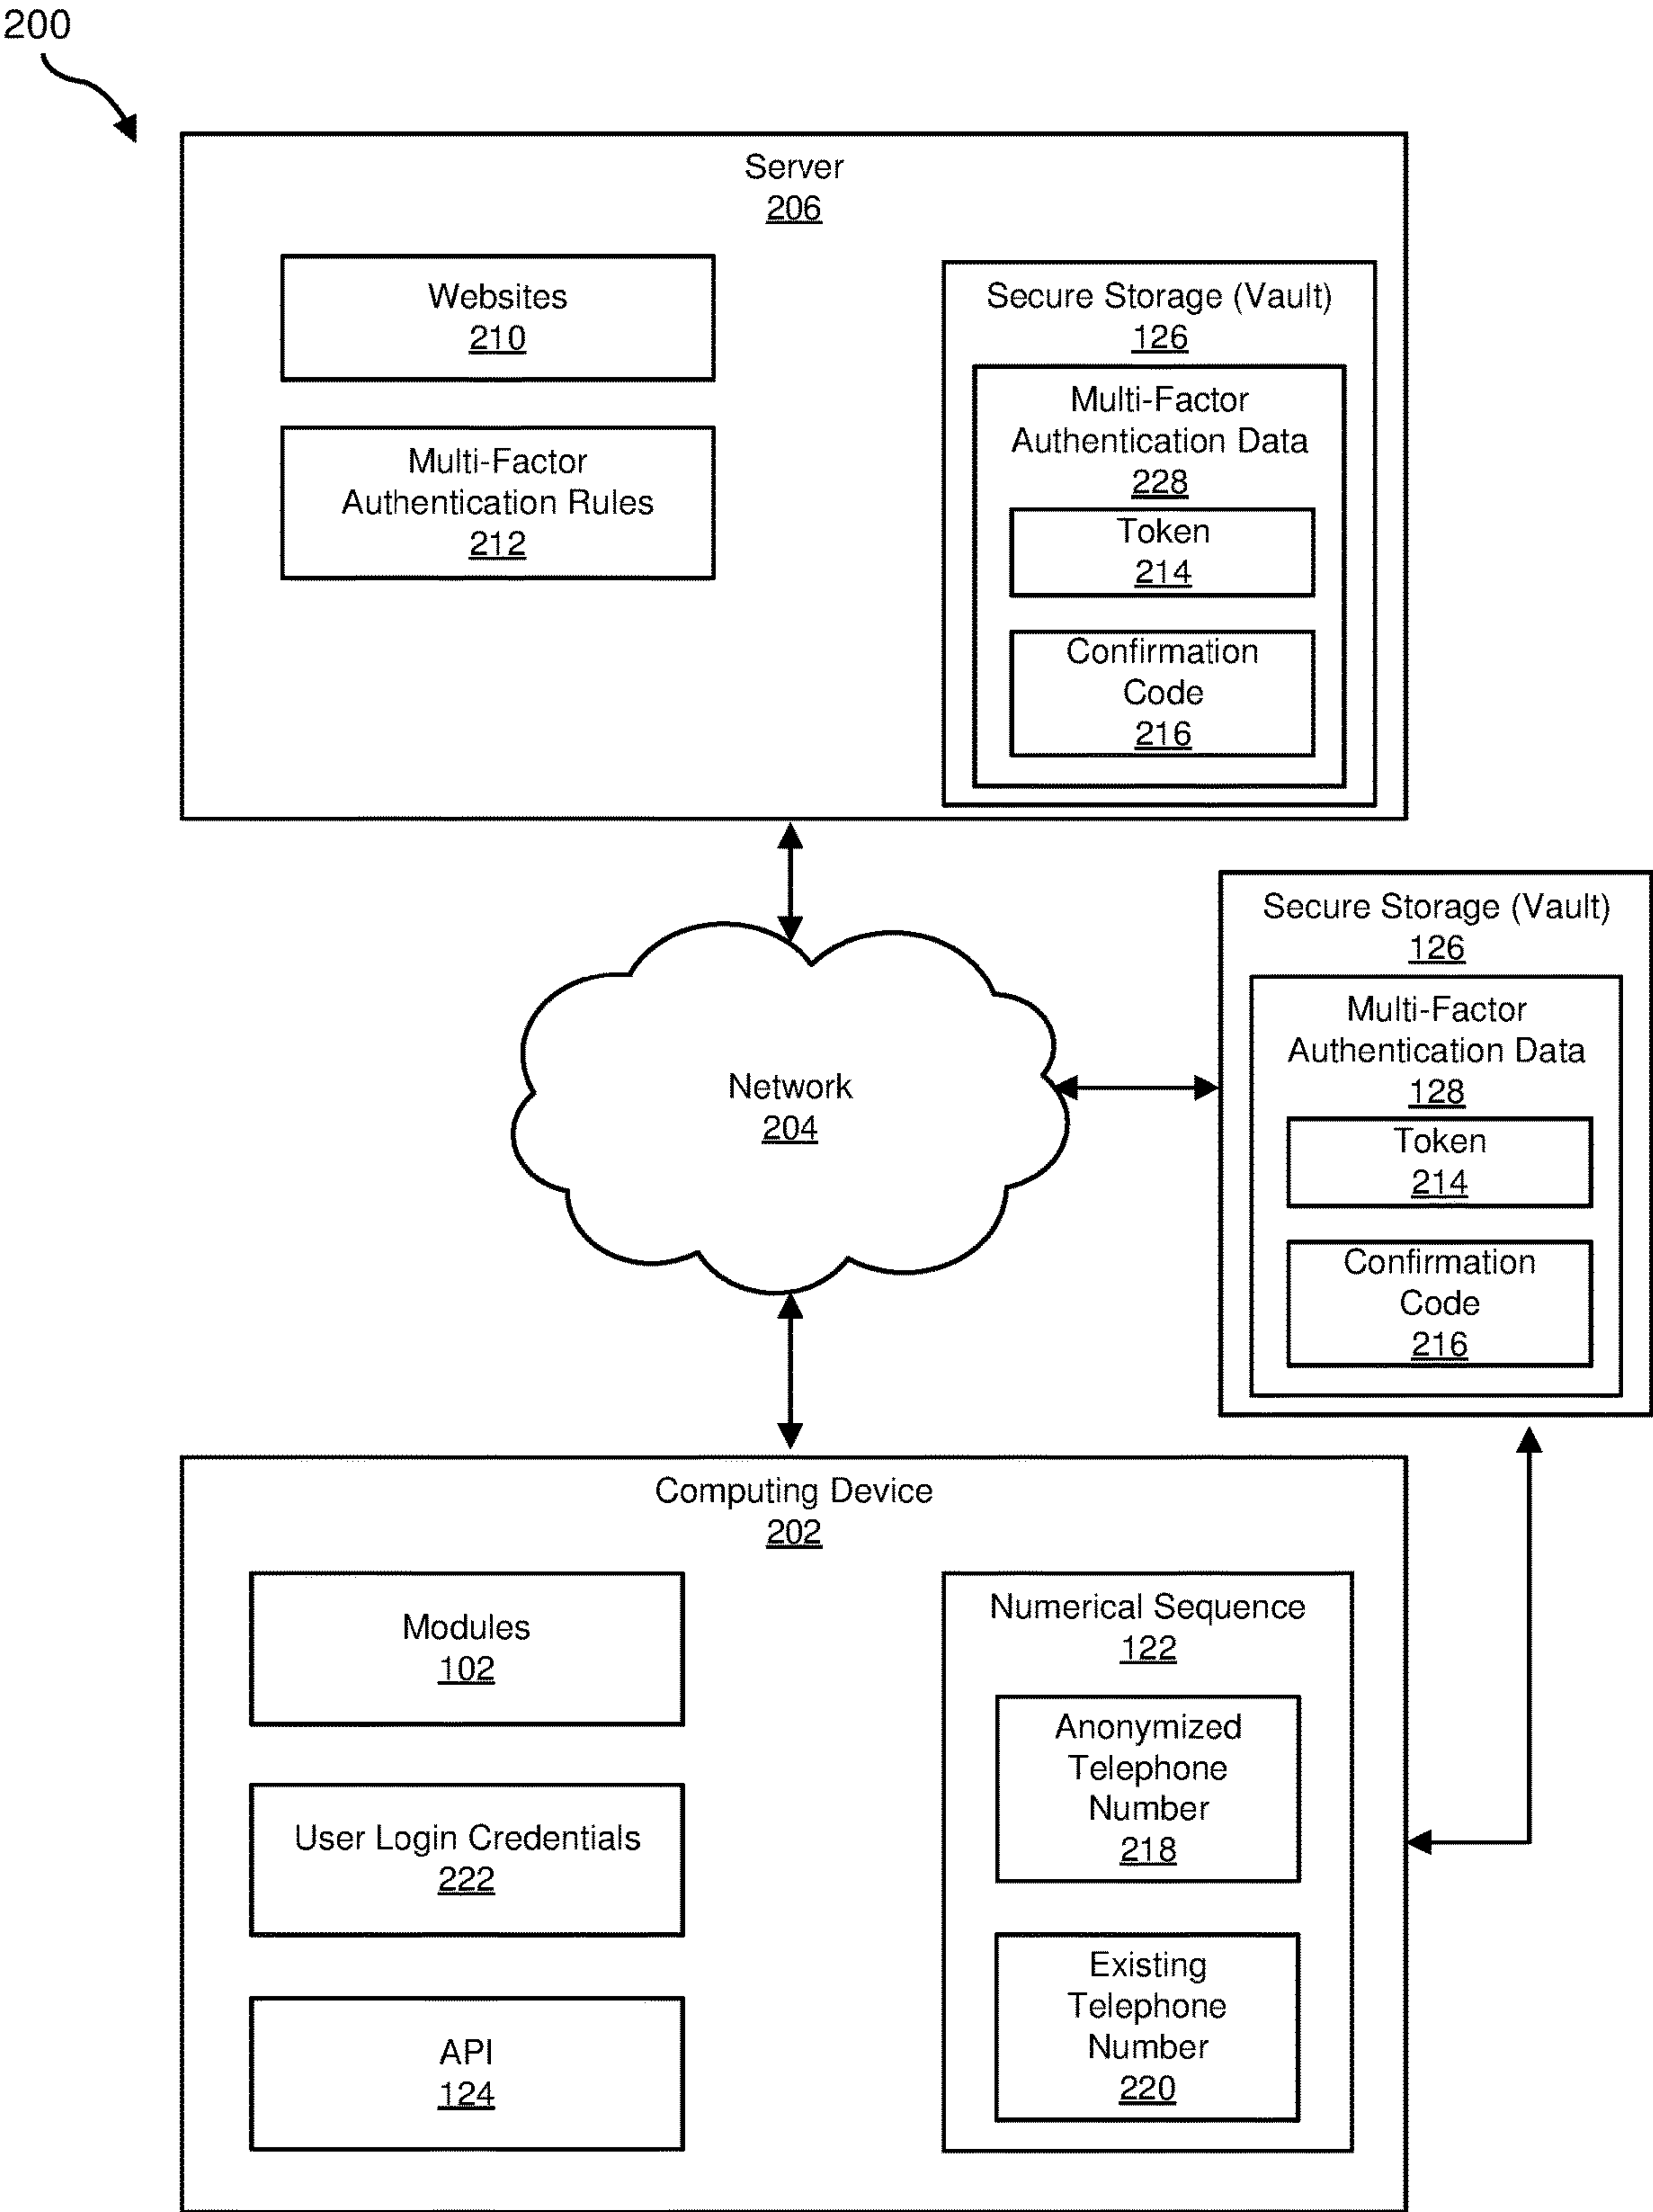 200
Server
206
Websites
210
Multi-Factor
Authentication Rules
212
Secure Storage (Vault)
126
Multi-Factor
Authentication Data
228
Token
214
Confirmation
Code
216
Network
204
Secure Storage (Vault)
126
Multi-Factor
Authentication Data
128
Token
214
Confirmation
Code
216
Computing Device
202
Modules
102
User Login Credentials
222
API
124
Numerical Sequence
122
Anonymized
Telephone
Number
218
Existing
Telephone
Number
220